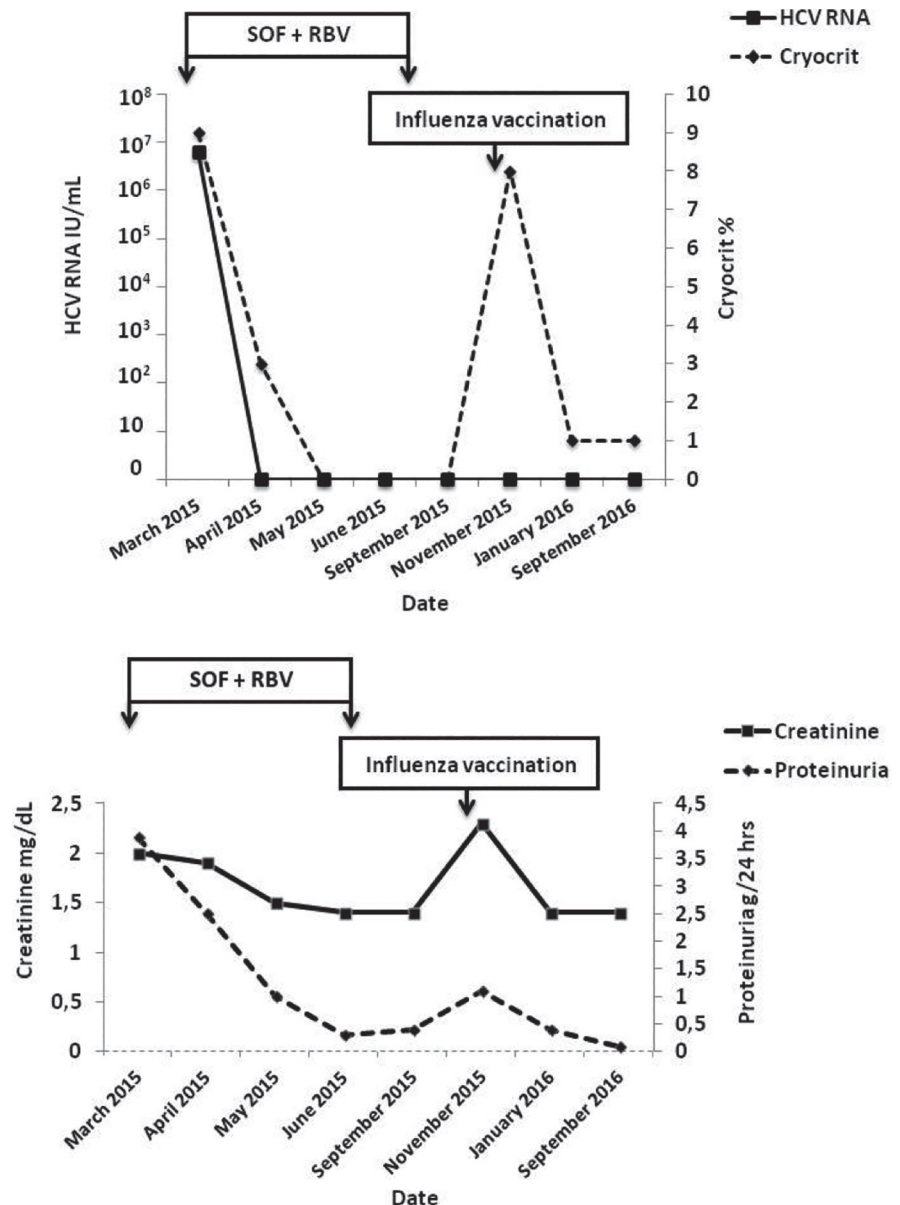 SOF + RBV
HCV RNA
Cryocrit
Influenza vaccination
HCV RNA IU/mL
10⁸
10⁷
10⁶
10⁵
10⁴
10³
10²
10
0
10
9
8
7
6
5
4
3
2
1
0
Cryocrit %
March 2015
April 2015
May 2015
June 2015
September 2015
November 2015
January 2016
September 2016
Date
SOF + RBV
Creatinine
Proteinuria
Influenza vaccination
Creatinine mg/dL
2,5
2
1,5
1
0,5
0
4,5
4
3,5
3
2,5
2
1,5
1
0,5
0
Proteinuriag/24 hrs
March 2015
April 2015
May 2015
June 2015
September 2015
November 2015
January 2016
September 2016
Date